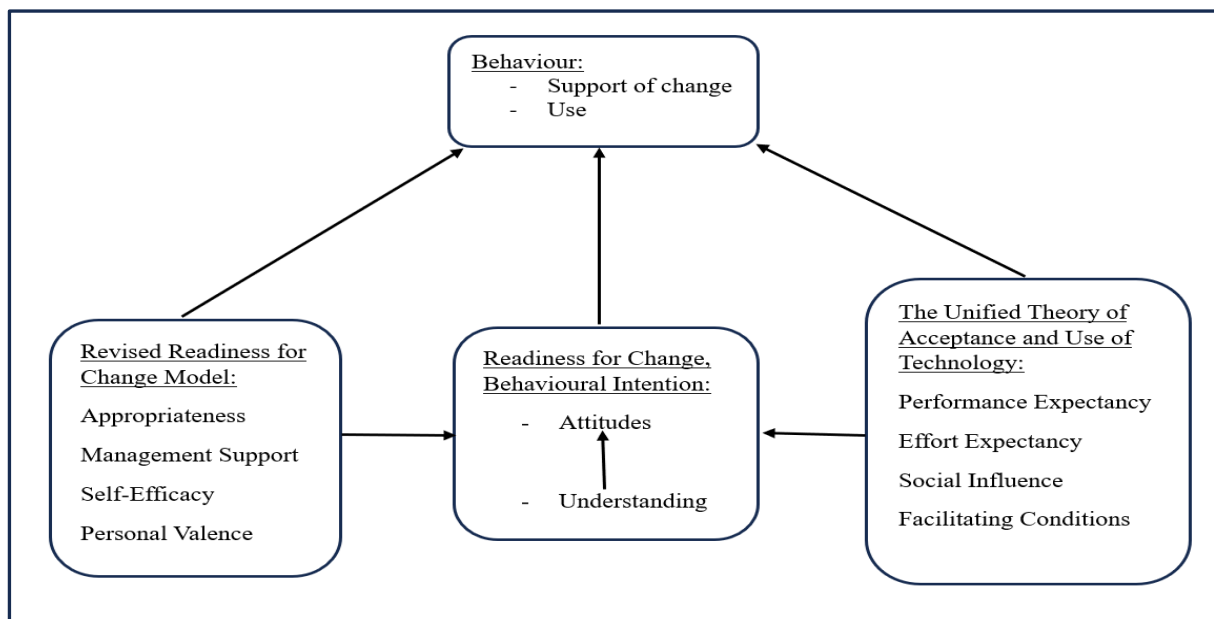 Behaviour:
- Support of change
- Use
Revised Readiness for
Change Model:
Appropriateness
Management Support
Self-Efficacy
Personal Valence
Readiness for Change,
Behavioural Intention:
- Attitudes
- Understanding
The Unified Theory of
Acceptance and Use of
Technology:
Performance Expectancy
Effort Expectancy
Social Influence
Facilitating Conditions